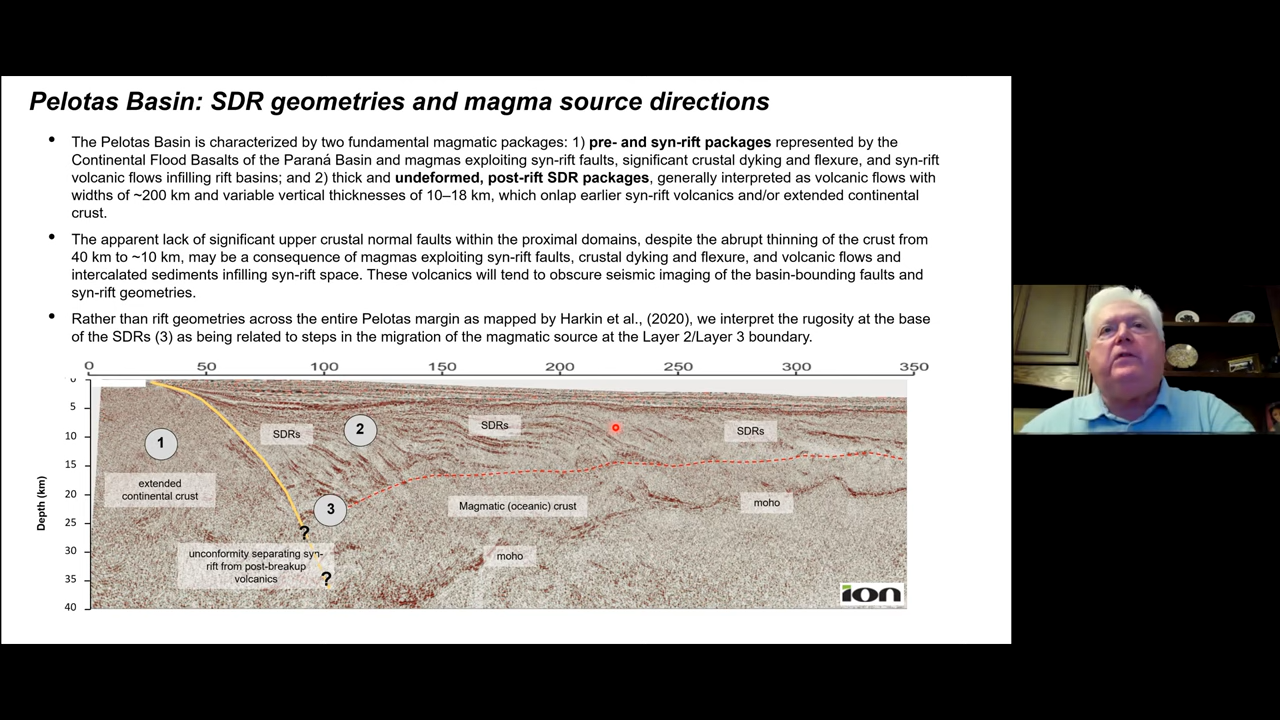 Pelotas Basin: SDR geometries and magma source directions
• The Pelotas Basin is characterized by two fundamental magmatic packages: 1) pre- and syn-rift packages represented by the
Continental Flood Basalts of the Paraná Basin and magmas exploiting syn-rift faults, significant crustal dyking and flexure, and syn-rift
volcanic flows infilling rift basins; and 2) thick and undeformed, post-rift SDR packages, generally interpreted as volcanic flows with
widths of ~200 km and variable vertical thicknesses of 10–18 km, which onlap earlier syn-rift volcanics and/or extended continental
crust.
• The apparent lack of significant upper crustal normal faults within the proximal domains, despite the abrupt thinning of the crust from
40 km to ~10 km, may be a consequence of magmas exploiting syn-rift faults, crustal dyking and flexure, and volcanic flows and
intercalated sediments infilling syn-rift space. These volcanics will tend to obscure seismic imaging of the basin-bounding faults and
syn-rift geometries.
• Rather than rift geometries across the entire Pelotas margin as mapped by Harkin et al., (2020), we interpret the rugosity at the base
of the SDRs (3) as being related to steps in the migration of the magmatic source at the Layer 2/Layer 3 boundary.
0 50 100 150 200 250 300 350
0
5
10
15
20
25
30
35
40
Depth (km)
1
2
3
SDRs
SDRs
SDRs
extended
continental crust
Magmatic (oceanic) crust
moho
moho
?
unconformity separating syn-
rift from post-breakup
volcanics
?
ion